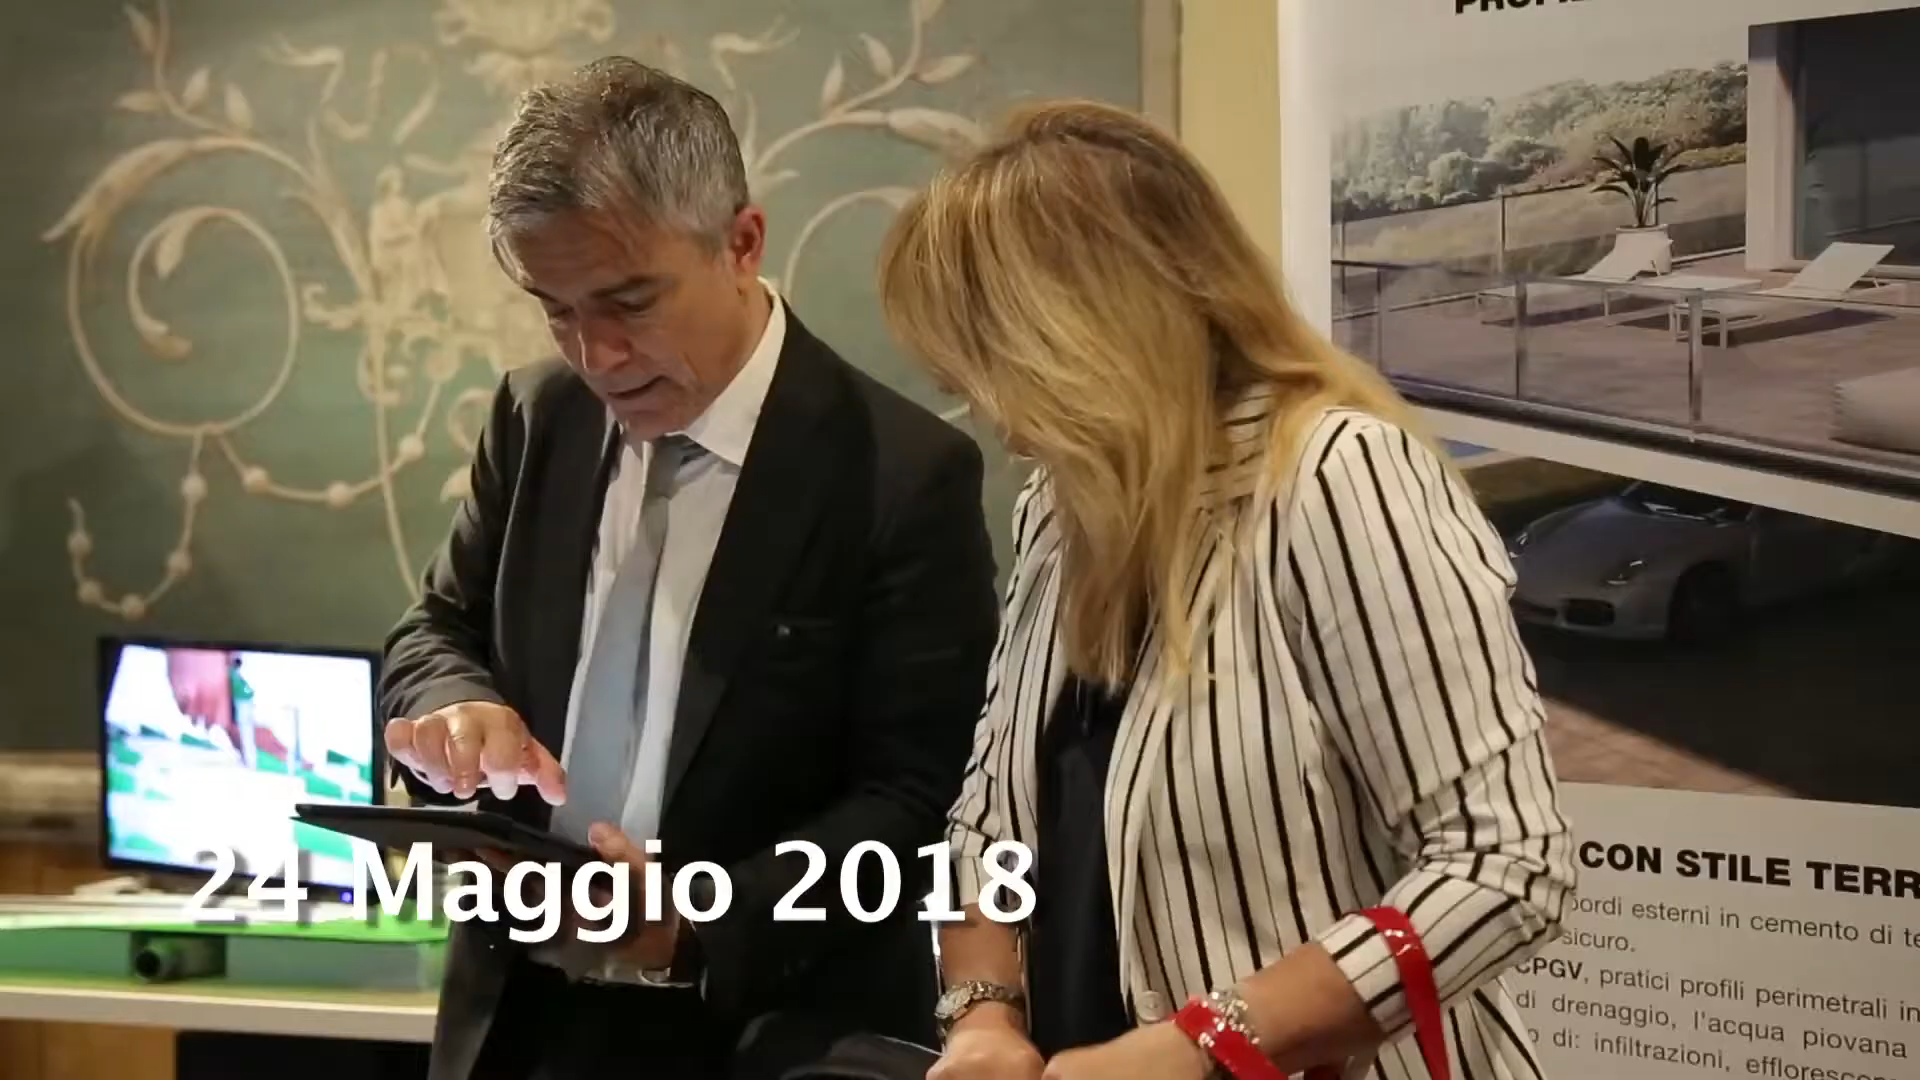 24 Maggio 2018
CON STILE TERR
bordi esterni in cemento di te
sicuro.
CPGV, pratici profili perimetrali in
di drenaggio, l'acqua piovana
o di: infiltrazioni,